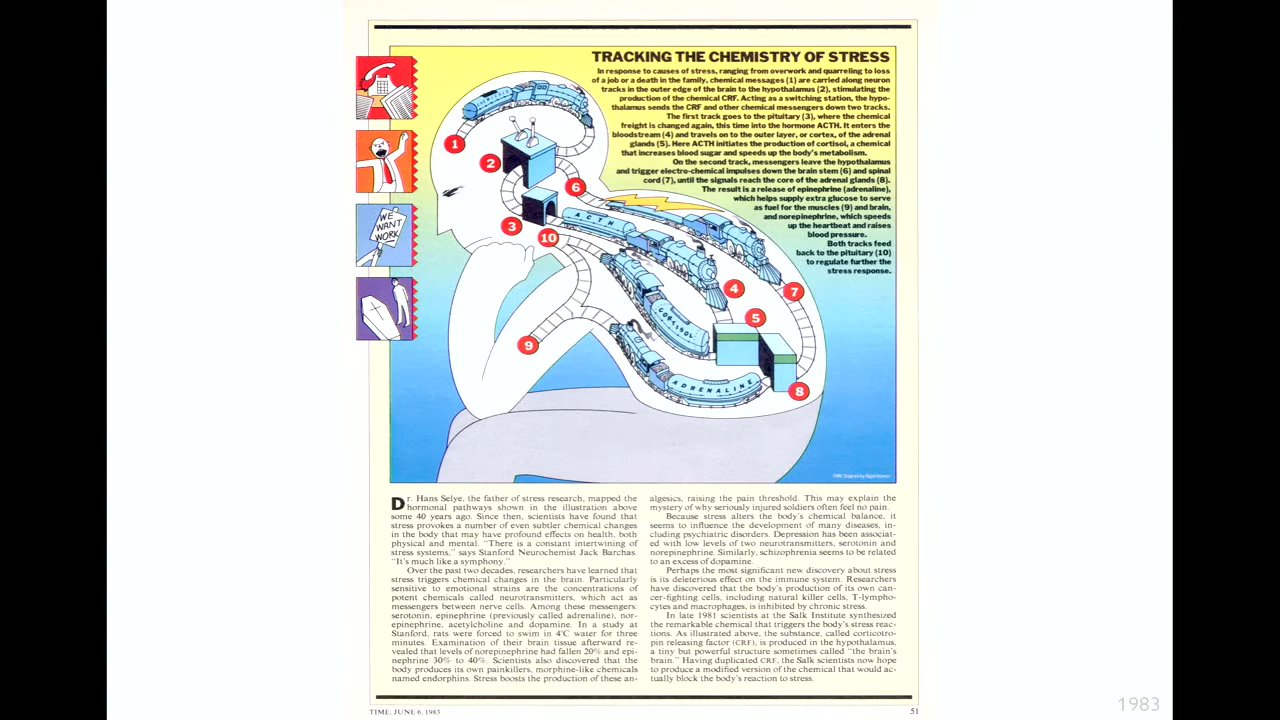 TRACKING THE CHEMISTRY OF STRESS
In response to causes of stress, ranging from overwork and quarreling to loss
of a job or a death in the family, chemical messages (1) are carried along neuron
tracks in the outer edge of the brain to the hypothalamus (2), stimulating the
production of the chemical CRF. Acting as a switching station, the hypo-
thalamus sends the CRF and other chemical messengers down two tracks.
The first track goes to the pituitary (3), where the chemical
freight is changed again, this time into the hormone ACTH. It enters the
bloodstream (4) and travels on to the outer layer, or cortex, of the adrenal
glands (5). Here ACTH initiates the production of cortisol, a chemical
that increases blood sugar and speeds up the body's metabolism.
On the second track, messengers leave the hypothalamus
and trigger electro-chemical impulses down the brain stem (6) and spinal
cord (7), until the signals reach the core of the adrenal glands (8).
The result is a release of epinephrine (adrenaline),
which helps supply extra glucose to serve
as fuel for the muscles (9) and brain,
and norepinephrine, which speeds
up the heartbeat and raises
blood pressure.
Both tracks feed
back to the pituitary (10)
to regulate further the
stress response.
WE
WANT
WORK
1
2
3
10
6
ACTH
4
7
5
CORTISOL
9
ADRENALINE
8
TIME Diagram by Nigel Holmes
Dr. Hans Selye, the father of stress research, mapped the
hormonal pathways shown in the illustration above
some 40 years ago. Since then, scientists have found that
stress provokes a number of even subtler chemical changes
in the body that may have profound effects on health, both
physical and mental. "There is a constant intertwining of
stress systems," says Stanford Neurochemist Jack Barchas.
"It's much like a symphony."
Over the past two decades, researchers have learned that
stress triggers chemical changes in the brain. Particularly
sensitive to emotional strains are the concentrations of
potent chemicals called neurotransmitters, which act as
messengers between nerve cells. Among these messengers:
serotonin, epinephrine (previously called adrenaline), nor-
epinephrine, acetylcholine and dopamine. In a study at
Stanford, rats were forced to swim in 4°C water for three
minutes. Examination of their brain tissue afterward re-
vealed that levels of norepinephrine had fallen 20% and epi-
nephrine 30% to 40%. Scientists also discovered that the
body produces its own painkillers, morphine-like chemicals
named endorphins. Stress boosts the production of these an-
algesics, raising the pain threshold. This may explain the
mystery of why seriously injured soldiers often feel no pain.
Because stress alters the body's chemical balance, it
seems to influence the development of many diseases, in-
cluding psychiatric disorders. Depression has been associat-
ed with low levels of two neurotransmitters, serotonin and
norepinephrine. Similarly, schizophrenia seems to be related
to an excess of dopamine.
Perhaps the most significant new discovery about stress
is its deleterious effect on the immune system. Researchers
have discovered that the body's production of its own can-
cer-fighting cells, including natural killer cells, T-lympho-
cytes and macrophages, is inhibited by chronic stress.
In late 1981 scientists at the Salk Institute synthesized
the remarkable chemical that triggers the body's stress reac-
tions. As illustrated above, the substance, called corticotro-
pin releasing factor (CRF), is produced in the hypothalamus,
a tiny but powerful structure sometimes called "the brain's
brain." Having duplicated CRF, the Salk scientists now hope
to produce a modified version of the chemical that would ac-
tually block the body's reaction to stress.
TIME, JUNE 6, 1983
51
1983